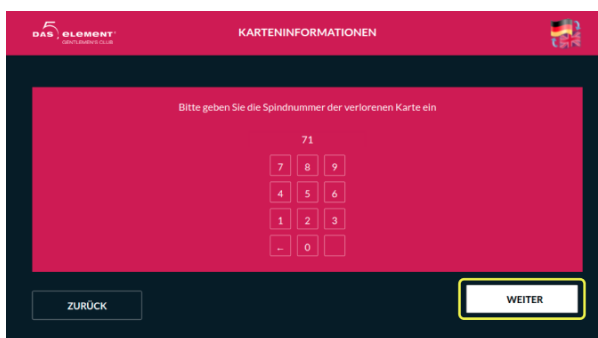 DAS 5. ELEMENT
GENTLEMEN'S CLUB
KARTENINFORMATIONEN
Bitte geben Sie die Spindnummer der verlorenen Karte ein
71
7 8 9
4 5 6
1 2 3
← 0
ZURÜCK
WEITER